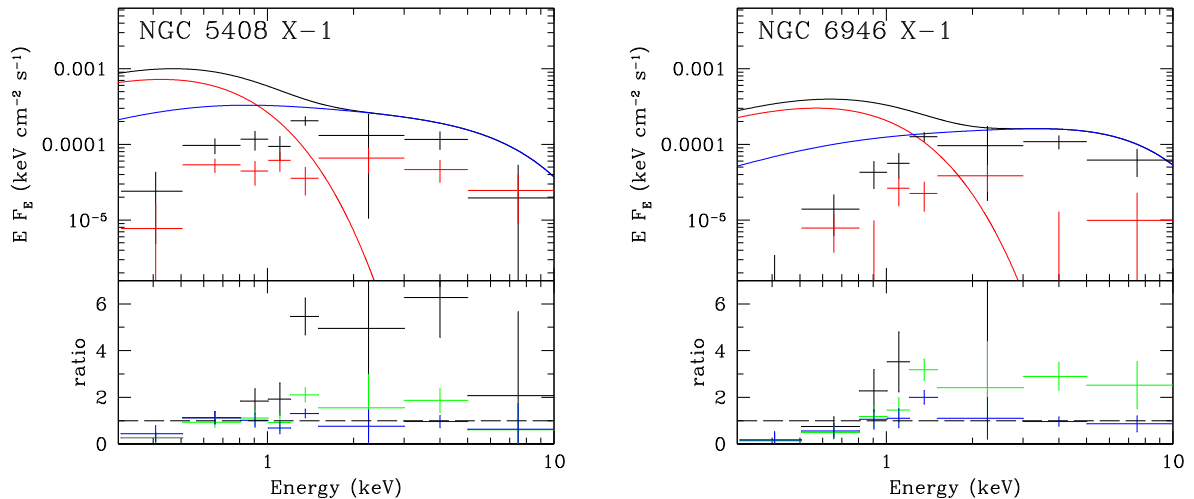 NGC 5408 X-1
E F_E (keV cm⁻² s⁻¹)
0.001
0.0001
10⁻⁵
ratio
6
4
2
0
1
10
Energy (keV)
NGC 6946 X-1
E F_E (keV cm⁻² s⁻¹)
0.001
0.0001
10⁻⁵
ratio
6
4
2
0
1
10
Energy (keV)